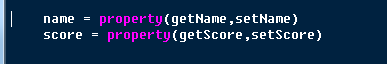 name = property(getName,setName)
score = property(getScore,setScore)